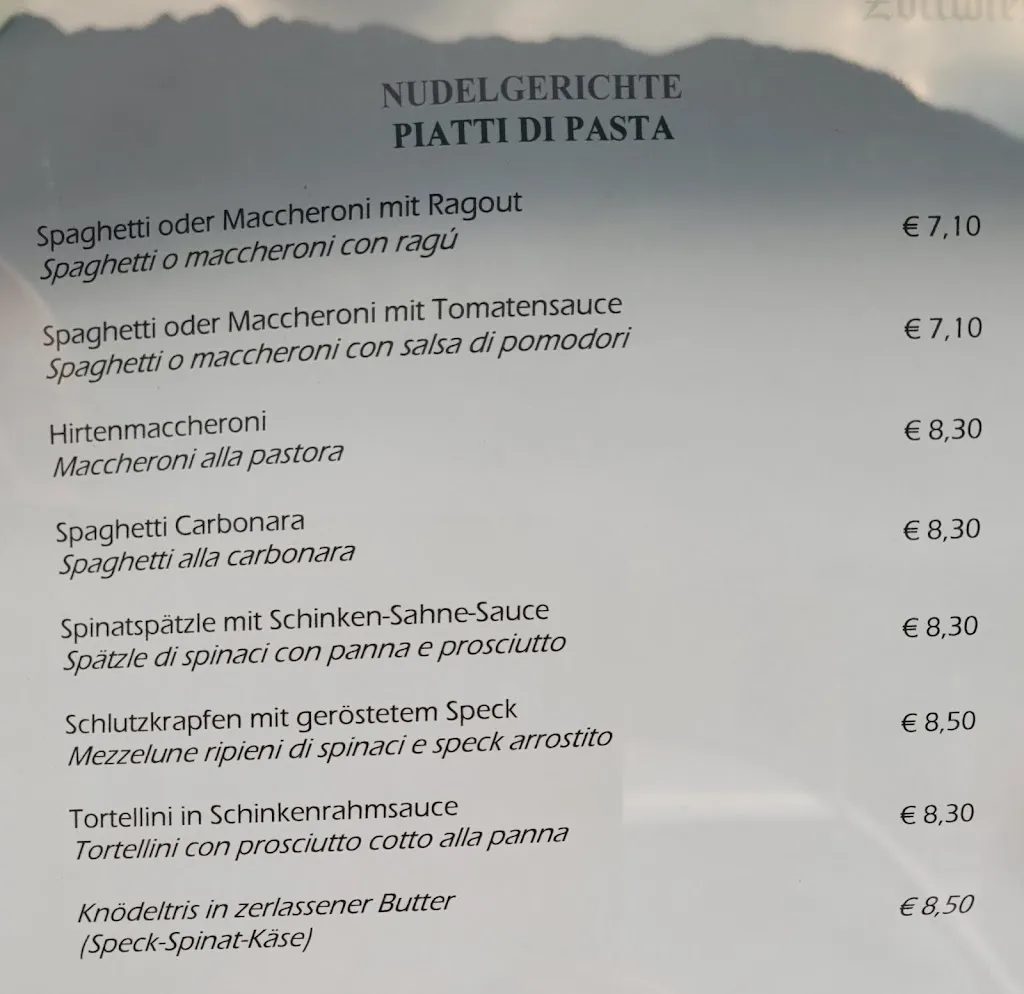 NUDELGERICHTE
PIATTI DI PASTA
Spaghetti oder Maccheroni mit Ragout € 7,10
Spaghetti o maccheroni con ragú
Spaghetti oder Maccheroni mit Tomatensauce € 7,10
Spaghetti o maccheroni con salsa di pomodori
Hirtenmaccheroni € 8,30
Maccheroni alla pastora
Spaghetti Carbonara € 8,30
Spaghetti alla carbonara
Spinatspätzle mit Schinken-Sahne-Sauce € 8,30
Spätzle di spinaci con panna e prosciutto
Schlutzkrapfen mit geröstetem Speck € 8,50
Mezzelune ripieni di spinaci e speck arrostito
Tortellini in Schinkenrahmsauce € 8,30
Tortellini con prosciutto cotto alla panna
Knödeltris in zerlassener Butter € 8,50
(Speck-Spinat-Käse)